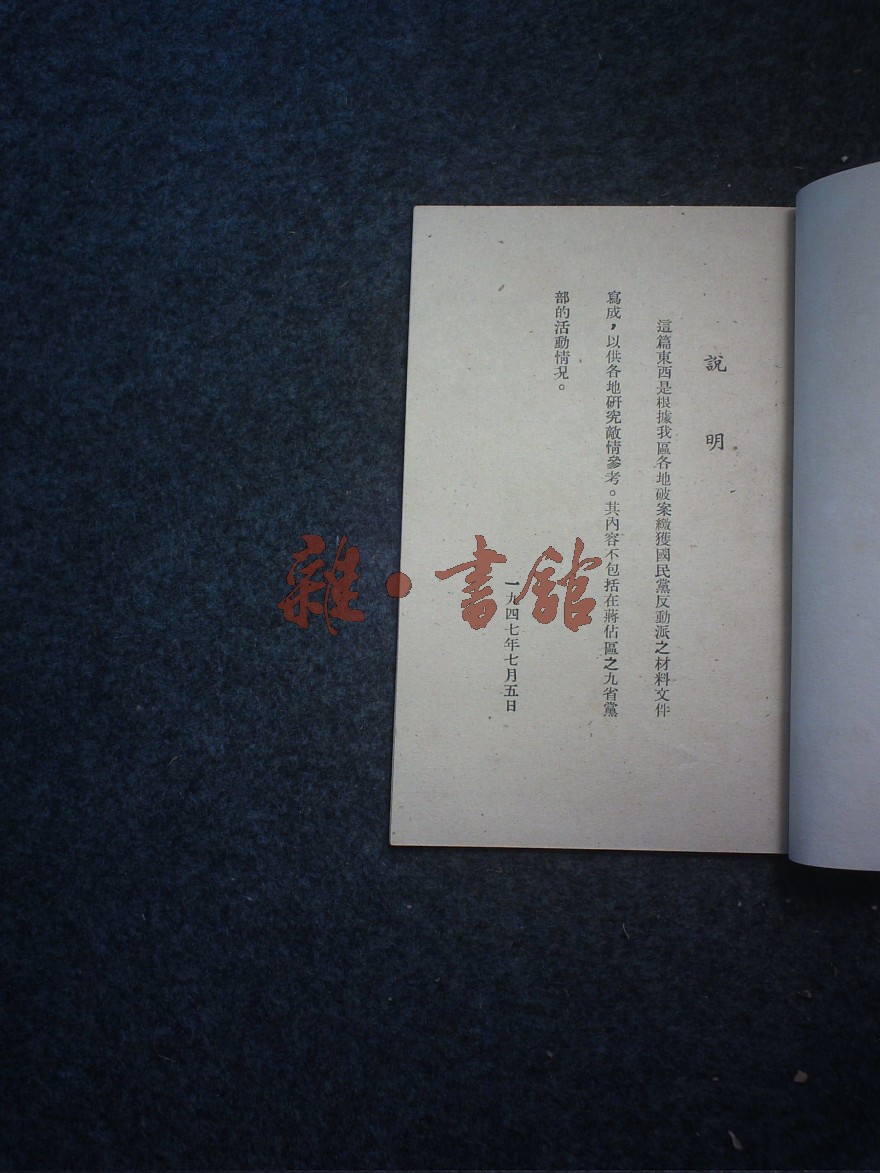 說明
這篇東西是根據我區各地破案繳獲國民黨反動派之材料文件
寫成，以供各地研究敵情參考。其內容不包括在蔣佔區之九省黨
部的活動情況。
一九四七年七月五日
雜·書館